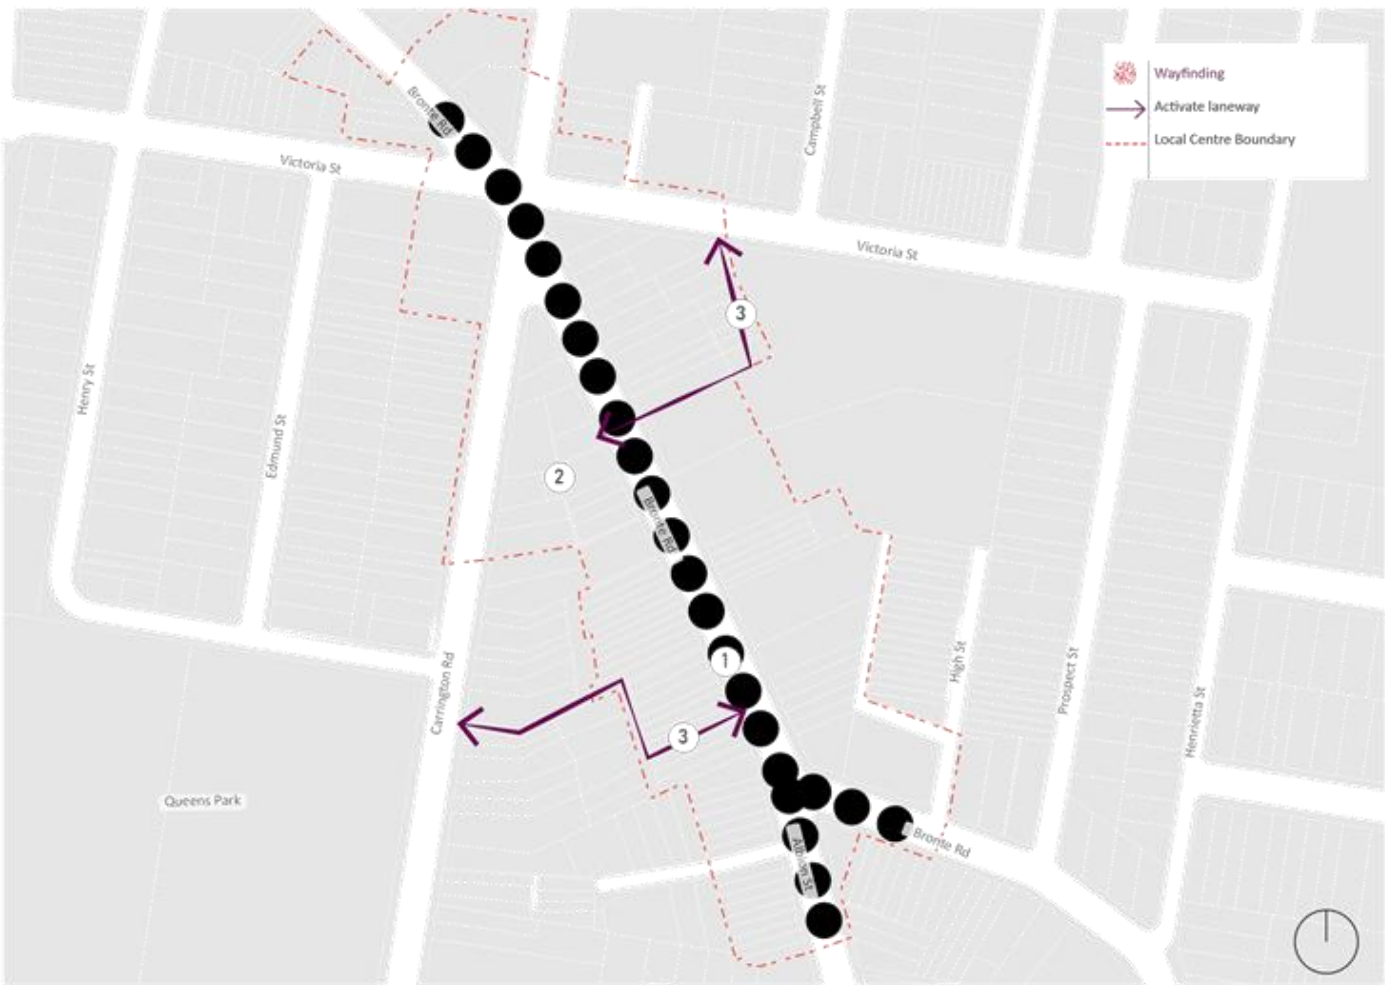 Wayfinding
Activate laneway
Local Centre Boundary
Bronte Rd
Campbell St
Victoria St
Victoria St
3
Henry St
Edmund St
2
Bronte Rd
1
High St
Prospect St
Carrington Rd
Henrietta St
3
Queens Park
Bronte Rd
Albion St